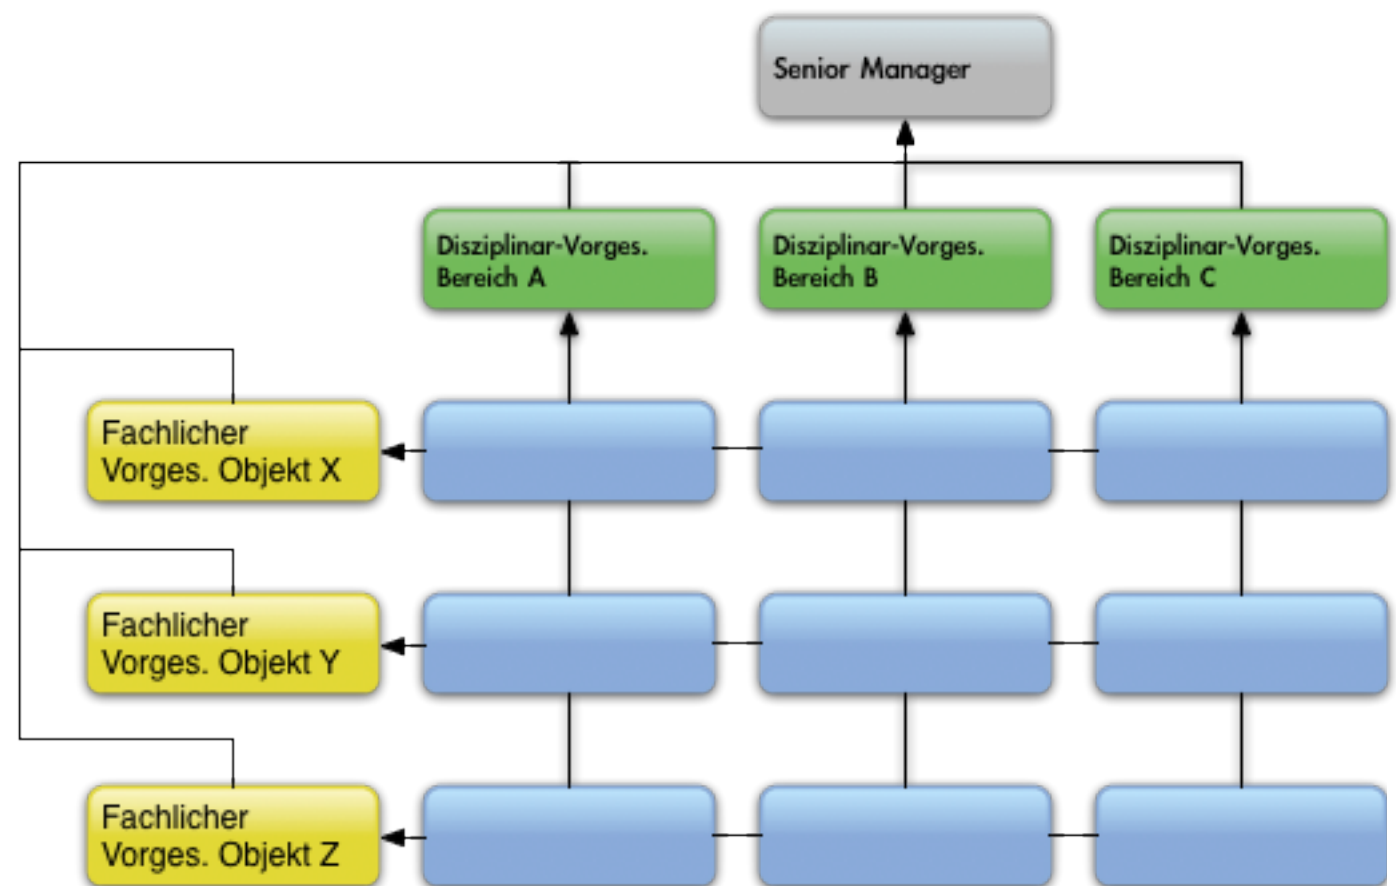 Senior Manager
Disziplinar-Vorges.
Bereich A
Disziplinar-Vorges.
Bereich B
Disziplinar-Vorges.
Bereich C
Fachlicher
Vorges. Objekt X
Fachlicher
Vorges. Objekt Y
Fachlicher
Vorges. Objekt Z